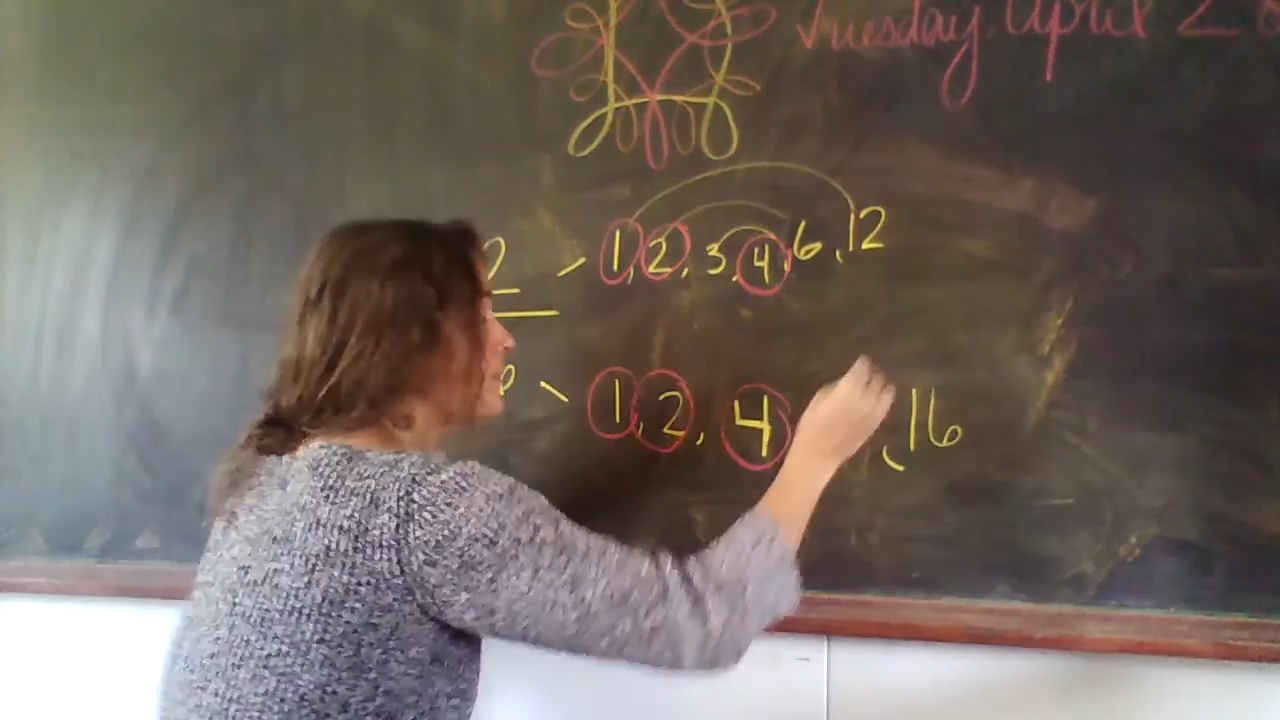 Tuesday, April 2
2 > 1, 2, 3, 4, 6, 12
1, 2, 4 , 16